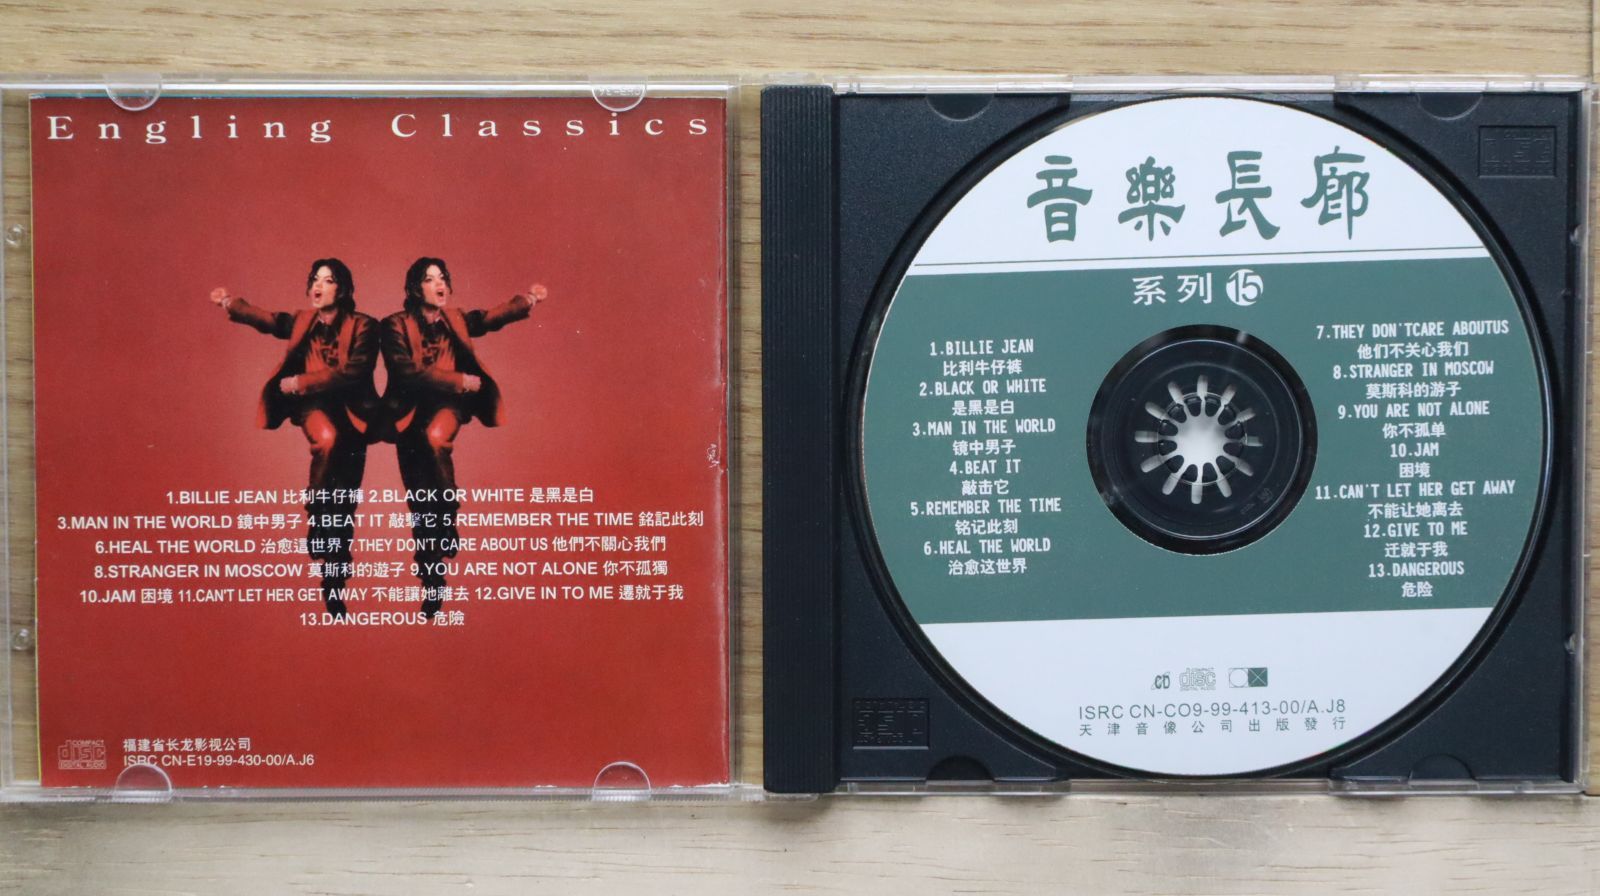 Engling Classics
1.BILLIE JEAN 比利牛仔褲 2.BLACK OR WHITE 是黑是白
3.MAN IN THE WORLD 鏡中男子 4.BEAT IT 敲擊它 5.REMEMBER THE TIME 銘記此刻
6.HEAL THE WORLD 治愈這世界 7.THEY DON'T CARE ABOUT US 他們不關心我們
8.STRANGER IN MOSCOW 莫斯科的遊子 9.YOU ARE NOT ALONE 你不孤獨
10.JAM 困境 11.CAN'T LET HER GET AWAY 不能讓她離去 12.GIVE IN TO ME 遷就于我
13.DANGEROUS 危險
COMPACT
disc
DIGITAL AUDIO
福建省长龙影视公司
ISRC CN-E19-99-430-00/A.J6
音樂長廊
系列 15
1.BILLIE JEAN
比利牛仔裤
2.BLACK OR WHITE
是黑是白
3.MAN IN THE WORLD
镜中男子
4.BEAT IT
敲击它
5.REMEMBER THE TIME
铭记此刻
6.HEAL THE WORLD
治愈这世界
7.THEY DON'TCARE ABOUTUS
他们不关心我们
8.STRANGER IN MOSCOW
莫斯科的游子
9.YOU ARE NOT ALONE
你不孤单
10.JAM
困境
11.CAN'T LET HER GET AWAY
不能让她离去
12.GIVE TO ME
迁就于我
13.DANGEROUS
危险
CD
COMPACT
disc
DIGITAL AUDIO
ISRC CN-CO9-99-413-00/A.J8
天津音像公司出版發行